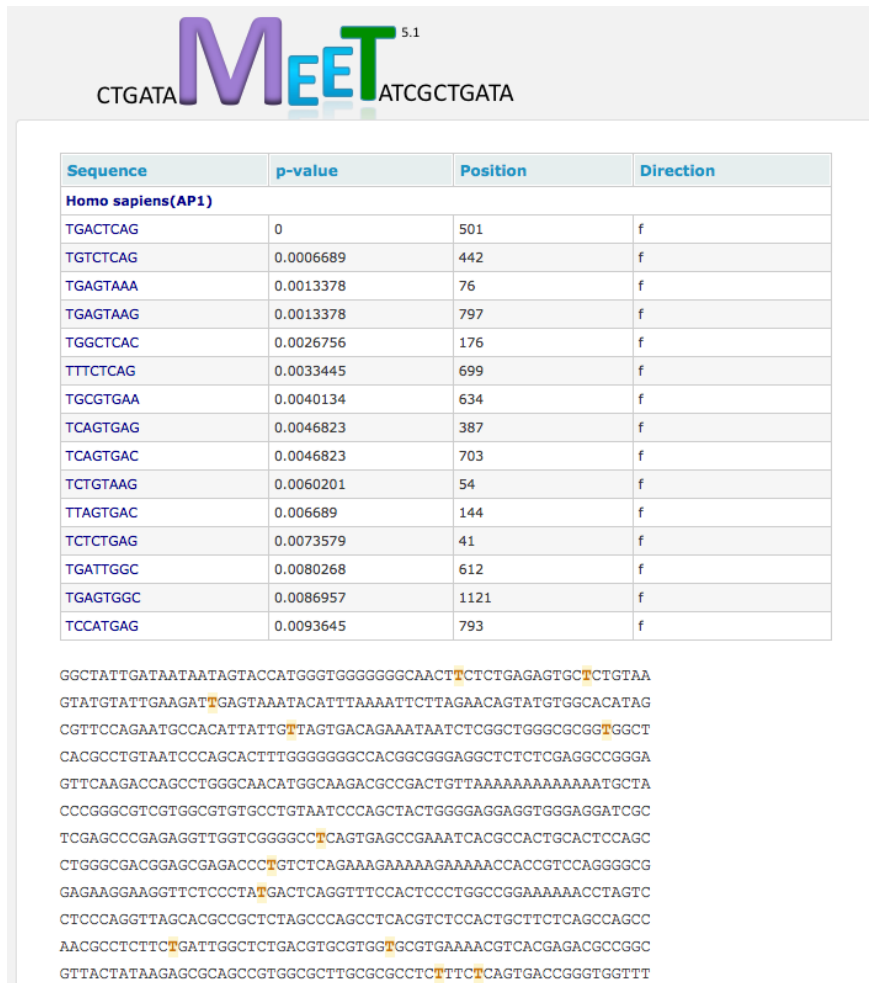 5.1
CTGATA MEET ATCGCTGATA
Sequence p-value Position Direction
Homo sapiens(AP1)
TGACTCAG 0 501 f
TGTCTCAG 0.0006689 442 f
TGAGTAAA 0.0013378 76 f
TGAGTAAG 0.0013378 797 f
TGGCTCAC 0.0026756 176 f
TTTCTCAG 0.0033445 699 f
TGCGTGAA 0.0040134 634 f
TCAGTGAG 0.0046823 387 f
TCAGTGAC 0.0046823 703 f
TCTGTAAG 0.0060201 54 f
TTAGTGAC 0.006689 144 f
TCTCTGAG 0.0073579 41 f
TGATTGGC 0.0080268 612 f
TGAGTGGC 0.0086957 1121 f
TCCATGAG 0.0093645 793 f
GGCTATTGATAATAATAGTACCATGGGTGGGGGGGCAACTTCTCTGAGAGTGCTCTGTAA
GTATGTATTGAAGATTGAGTAAATACATTTAAAATTCTTAGAACAGTATGTGGCACATAG
CGTTCCAGAATGCCACATTATTGTTAGTGACAGAAATAATCTCGGCTGGGCGCGGTGGCT
CACGCCTGTAATCCCAGCACTTTGGGGGGGCCACGGCGGGAGGCTCTCTCGAGGCCGGGA
GTTCAAGACCAGCCTGGGCAACATGGCAAGACGCCGACTGTTAAAAAAAAAAAAATGCTA
CCCGGGCGTCGTGGCGTGTGCCTGTAATCCCAGCTACTGGGGAGGAGGTGGGAGGATCGC
TCGAGCCCGAGAGGTTGGTCGGGGCCTCAGTGAGCCGAAATCACGCCACTGCACTCCAGC
CTGGGCGACGGAGCGAGACCCTGTCTCAGAAAGAAAAAGAAAAACCACCGTCCAGGGGCG
GAGAAGGAAGGTTCTCCCTATGACTCAGGTTTCCACTCCCTGGCCGGAAAAAACCTAGTC
CTCCCAGGTTAGCACGCCGCTCTAGCCCAGCCTCACGTCTCCACTGCTTCTCAGCCAGCC
AACGCCTCTTCTGATTGGCTCTGACGTGCGTGGTGCGTGAAAACGTCACGAGACGCCGGC
GTTACTATAAGAGCGCAGCCGTGGCGCTTGCGCGCCTCTTTCTCAGTGACCGGGTGGTTT